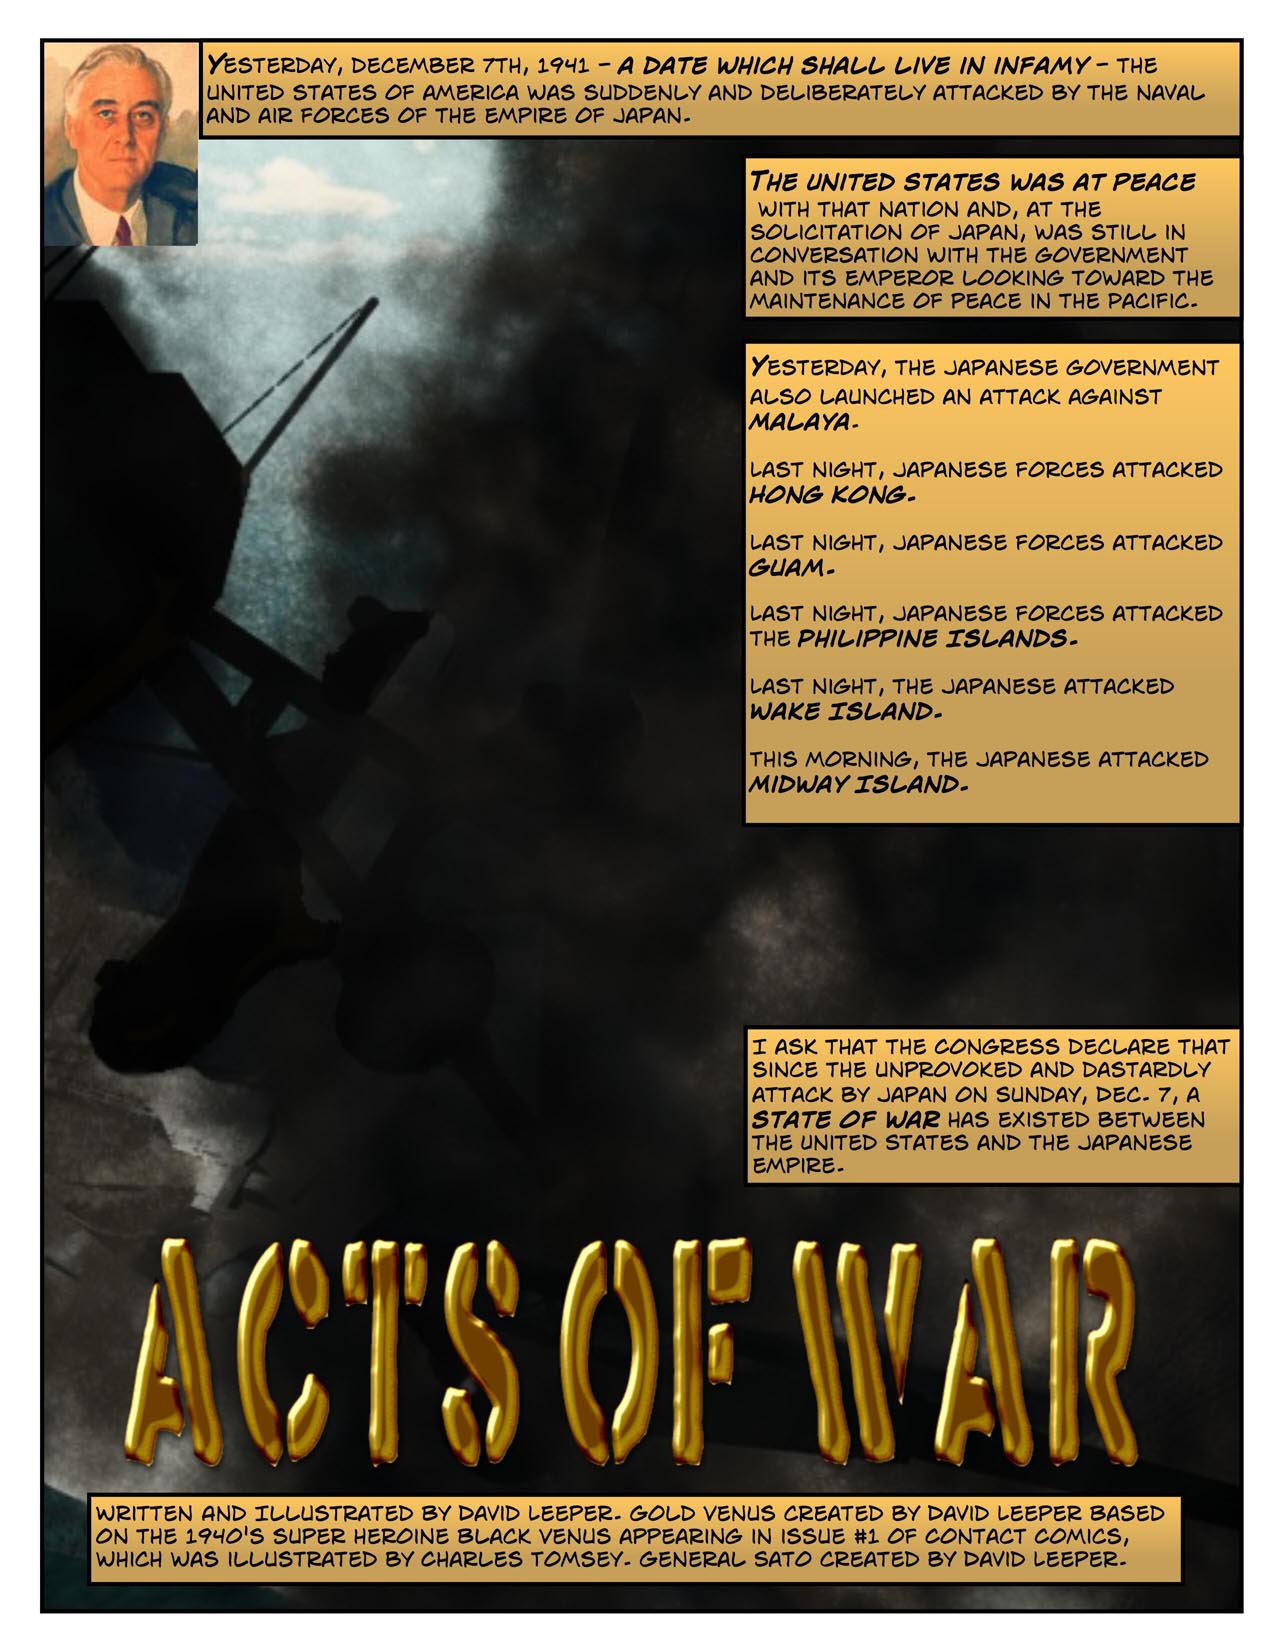 YESTERDAY, DECEMBER 7TH, 1941 - A DATE WHICH SHALL LIVE IN INFAMY - THE
UNITED STATES OF AMERICA WAS SUDDENLY AND DELIBERATELY ATTACKED BY THE NAVAL
AND AIR FORCES OF THE EMPIRE OF JAPAN.
THE UNITED STATES WAS AT PEACE
WITH THAT NATION AND, AT THE
SOLICITATION OF JAPAN, WAS STILL IN
CONVERSATION WITH THE GOVERNMENT
AND ITS EMPEROR LOOKING TOWARD THE
MAINTENANCE OF PEACE IN THE PACIFIC.
YESTERDAY, THE JAPANESE GOVERNMENT
ALSO LAUNCHED AN ATTACK AGAINST
MALAYA.
LAST NIGHT, JAPANESE FORCES ATTACKED
HONG KONG.
LAST NIGHT, JAPANESE FORCES ATTACKED
GUAM.
LAST NIGHT, JAPANESE FORCES ATTACKED
THE PHILIPPINE ISLANDS.
LAST NIGHT, THE JAPANESE ATTACKED
WAKE ISLAND.
THIS MORNING, THE JAPANESE ATTACKED
MIDWAY ISLAND.
I ASK THAT THE CONGRESS DECLARE THAT
SINCE THE UNPROVOKED AND DASTARDLY
ATTACK BY JAPAN ON SUNDAY, DEC. 7, A
STATE OF WAR HAS EXISTED BETWEEN
THE UNITED STATES AND THE JAPANESE
EMPIRE.
ACTS OF WAR
WRITTEN AND ILLUSTRATED BY DAVID LEEPER. GOLD VENUS CREATED BY DAVID LEEPER BASED
ON THE 1940'S SUPER HEROINE BLACK VENUS APPEARING IN ISSUE #1 OF CONTACT COMICS,
WHICH WAS ILLUSTRATED BY CHARLES TOMSEY. GENERAL SATO CREATED BY DAVID LEEPER.